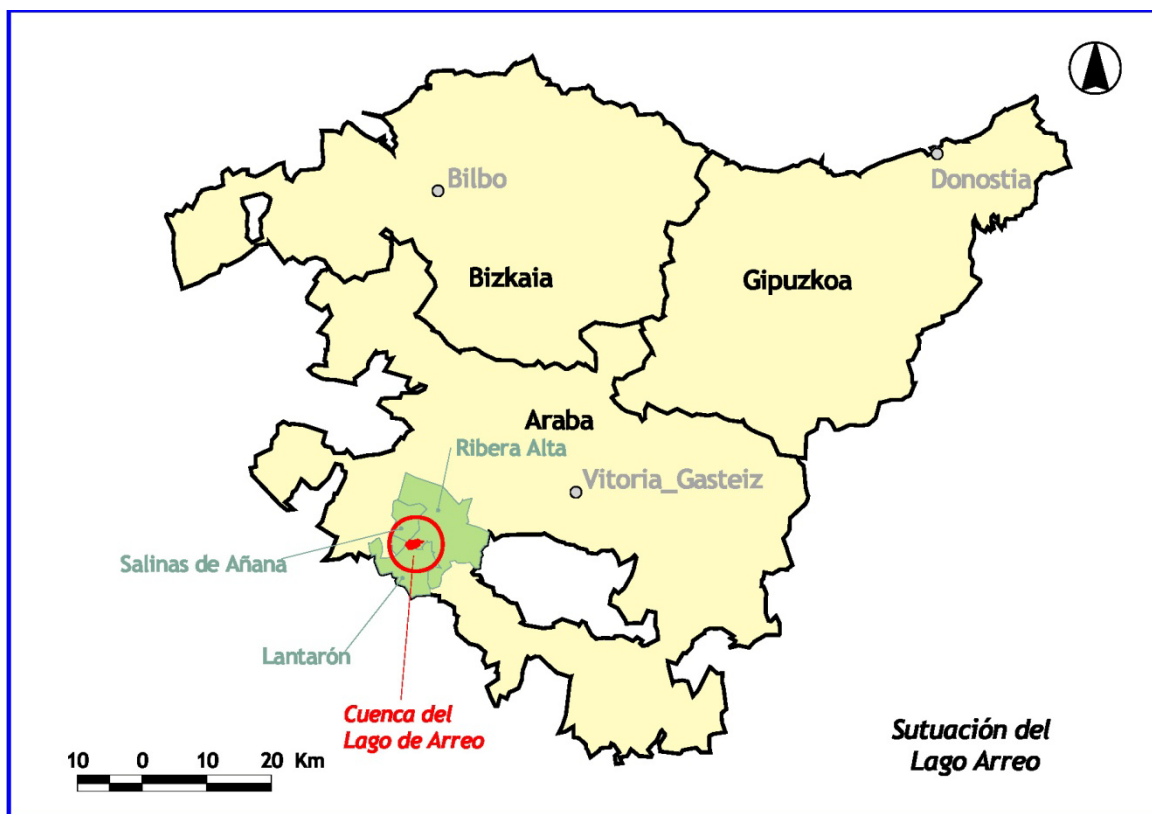 Bilbo
Donostia
Bizkaia
Gipuzkoa
Araba
Ribera Alta
Vitoria_Gasteiz
Salinas de Añana
Lantarón
Cuenca del
Lago de Arreo
Sutuación del
Lago Arreo
10 0 10 20 Km